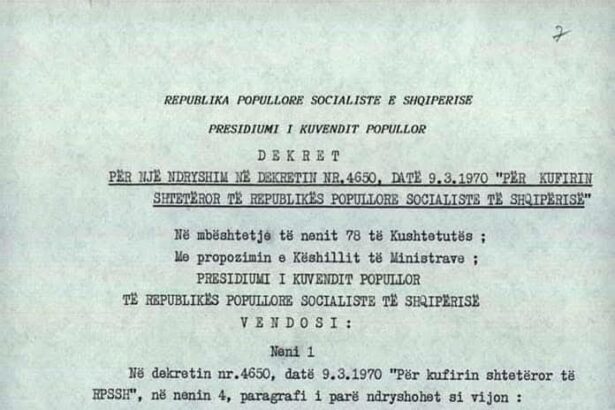 2
REPUBLIKA POPULLORE SOCIALISTE E SHQIPERISE
PRESIDIUMI I KUVENDIT POPULLOR
D E K R E T
PËR NJË NDRYSHIM NË DEKRETIN NR.4650, DATË 9.3.1970 "PËR KUFIRIN
SHTETËROR TË REPUBLIKËS POPULLORE SOCIALISTE TË SHQIPËRISË"
Në mbështetje të nenit 78 të Kushtetutës ;
Me propozimin e Këshillit të Ministrave ;
PRESIDIUMI I KUVENDIT POPULLOR
TË REPUBLIKËS POPULLORE SOCIALISTE TË SHQIPËRISË
V E N D O S I :
Neni 1
Në dekretin nr.4650, datë 9.3.1970 "Për kufirin shtetëror të
RPSSH", në nenin 4, paragrafi i parë ndryshohet si vijon :